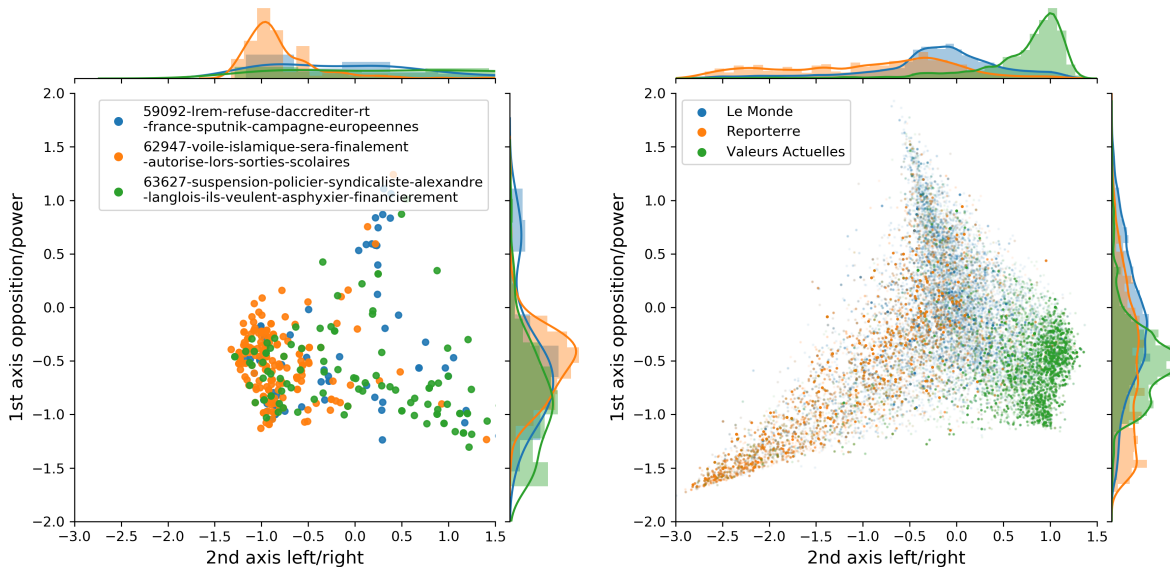 59092-lrem-refuse-daccrediter-rt
-france-sputnik-campagne-europeennes
62947-voile-islamique-sera-finalement
-autorise-lors-sorties-scolaires
63627-suspension-policier-syndicaliste-alexandre
-langlois-ils-veulent-asphyxier-financierement
1st axis opposition/power
2.0
1.5
1.0
0.5
0.0
−0.5
−1.0
−1.5
−2.0
−3.0 −2.5 −2.0 −1.5 −1.0 −0.5 0.0 0.5 1.0 1.5
2nd axis left/right
Le Monde
Reporterre
Valeurs Actuelles
1st axis opposition/power
2.0
1.5
1.0
0.5
0.0
−0.5
−1.0
−1.5
−2.0
−3.0 −2.5 −2.0 −1.5 −1.0 −0.5 0.0 0.5 1.0 1.5
2nd axis left/right